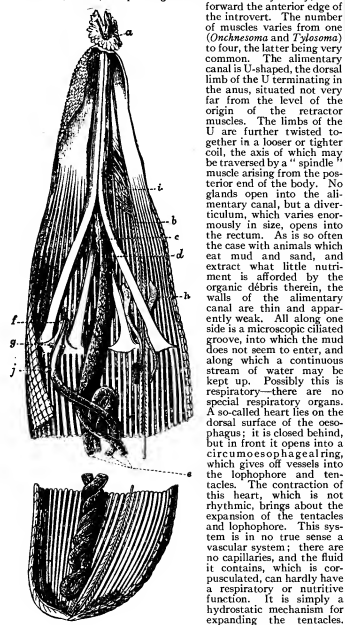 forward the anterior edge of
the introvert. The number
of muscles varies from one
(Onchnesoma and Tylosoma)
to four, the latter being very
common. The alimentary
canal is U-shaped, the dorsal
limb of the U terminating in
the anus, situated not very
far from the level of the
origin of the retractor
muscles. The limbs of the
U are further twisted to-
gether in a looser or tighter
coil, the axis of which may
be traversed by a " spindle "
muscle arising from the pos-
terior end of the body. No
glands open into the ali-
mentary canal, but a diver-
ticulum, which varies enor-
mously in size, opens into
the rectum. As is so often
the case with animals which
eat mud and sand, and
extract what little nutri-
ment is afforded by the
organic débris therein, the
walls of the alimentary
canal are thin and appar-
ently weak. All along one
side is a microscopic ciliated
groove, into which the mud
does not seem to enter, and
along which a continuous
stream of water may be
kept up. Possibly this is
respiratory—there are no
special respiratory organs.
A so-called heart lies on the
dorsal surface of the oeso-
phagus; it is closed behind,
but in front it opens into a
circumoesophageal ring,
which gives off vessels into
the lophophore and ten-
tacles. The contraction of
this heart, which is not
rhythmic, brings about the
expansion of the tentacles
and lophophore. This sys-
tem is in no true sense a
vascular system; there are
no capillaries, and the fluid
it contains, which is cor-
pusculated, can hardly have
a respiratory or nutritive
function. It is simply a
hydrostatic mechanism for
expanding the tentacles.
a
i
b
c
d
h
f
g
j
e